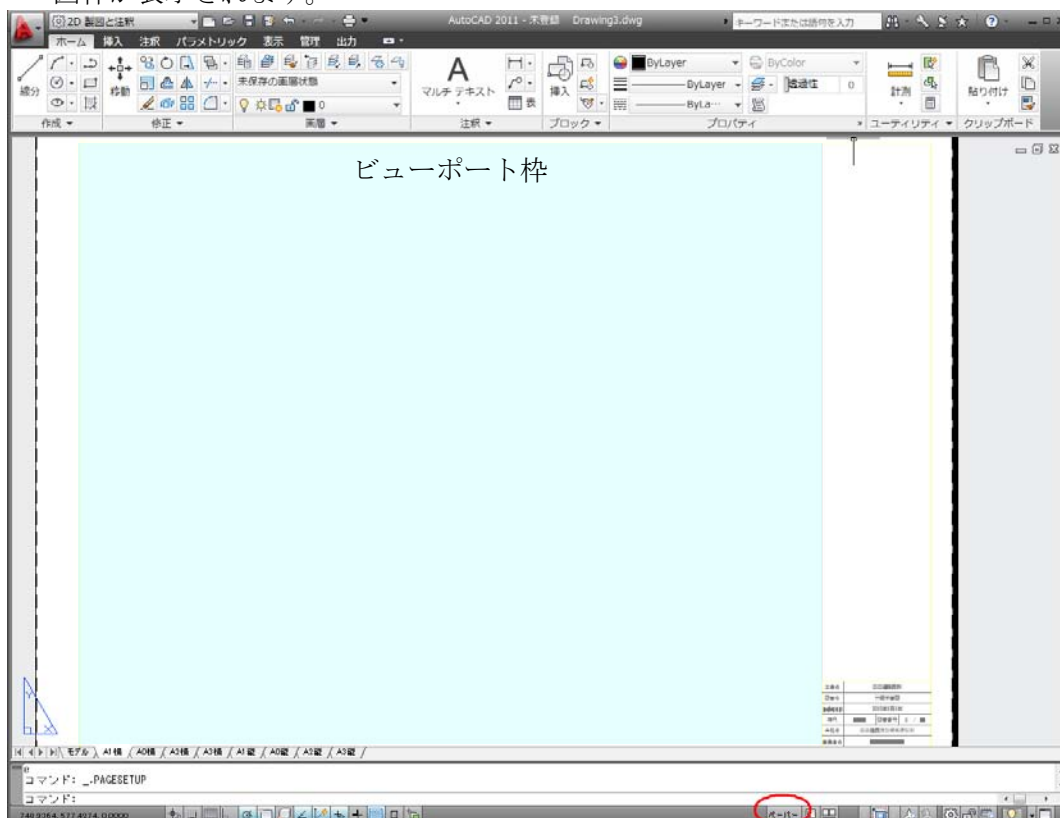 図枠が表示されます。
2D 製図と注釈
AutoCAD 2011 - 未登録 Drawing3.dwg
キーワードまたは語句を入力
ホーム 挿入 注釈 パラメトリック 表示 管理 出力
線分
移動
未保存の画層状態
0
A
マルチ テキスト
表
挿入
ByLayer
ByLayer
ByLa…
ByColor
透過性 0
計測
貼り付け
作成 修正 画層 注釈 ブロック プロパティ ユーティリティ クリップボード
ビューポート枠
Y
X
モデル A1横 A0横 A2横 A3横 A1縦 A0縦 A2縦 A3縦
コマンド: _.PAGESETUP
コマンド:
ペーパー